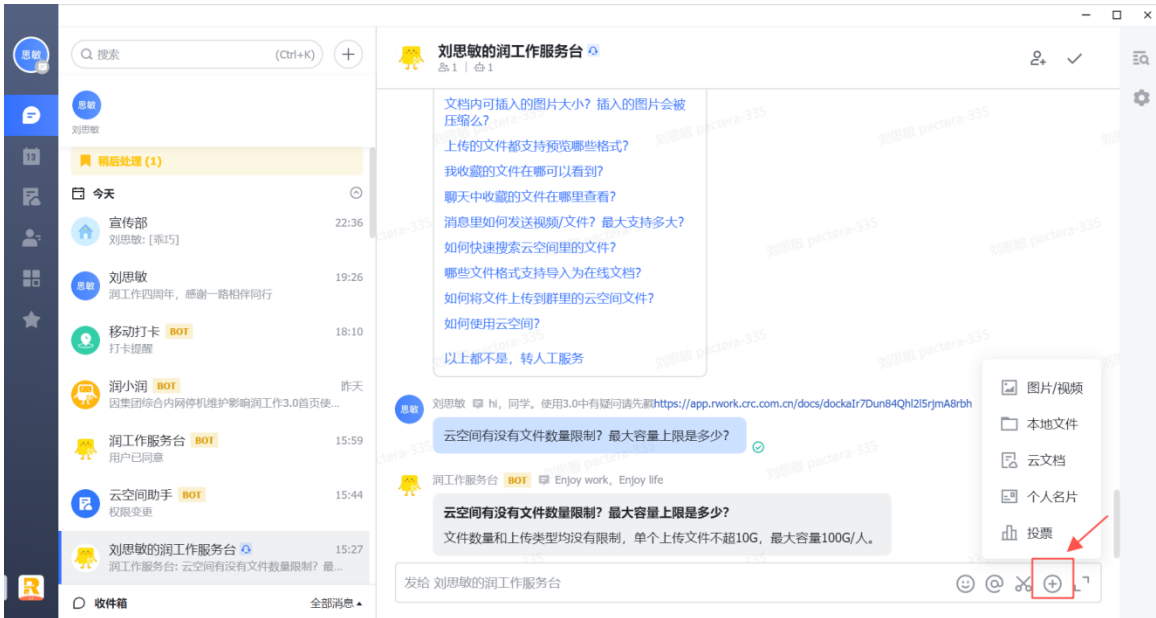 思敏
搜索 (Ctrl+K)
思敏
刘思敏
稍后处理 (1)
今天
宣传部 22:36
刘思敏: [乖巧]
思敏
刘思敏 19:26
润工作四周年，感谢一路相伴同行
移动打卡 BOT 18:10
打卡提醒
润小润 BOT 昨天
因集团综合内网停机维护影响润工作3.0首页使...
润工作服务台 BOT 15:59
用户已同意
云空间助手 BOT 15:44
权限变更
刘思敏的润工作服务台 15:27
润工作服务台: 云空间有没有文件数量限制？最...
收件箱 全部消息
13
R
刘思敏的润工作服务台
1 | 1
文档内可插入的图片大小？插入的图片会被
压缩么？
上传的文件都支持预览哪些格式？
我收藏的文件在哪可以看到？
聊天中收藏的文件在哪里查看？
消息里如何发送视频/文件？最大支持多大？
如何快速搜索云空间里的文件？
哪些文件格式支持导入为在线文档？
如何将文件上传到群里的云空间文件？
如何使用云空间？
以上都不是，转人工服务
思敏
刘思敏 hi，同学。使用3.0中有疑问请先戳https://app.rwork.crc.com.cn/docs/dockaIr7Dun84Qhl2l5rjmA8rbh
云空间有没有文件数量限制？最大容量上限是多少？
润工作服务台 BOT Enjoy work，Enjoy life
云空间有没有文件数量限制？最大容量上限是多少？
文件数量和上传类型均没有限制，单个上传文件不超10G，最大容量100G/人。
图片/视频
本地文件
云文档
个人名片
投票
发给 刘思敏的润工作服务台
刘思敏 pactera-335